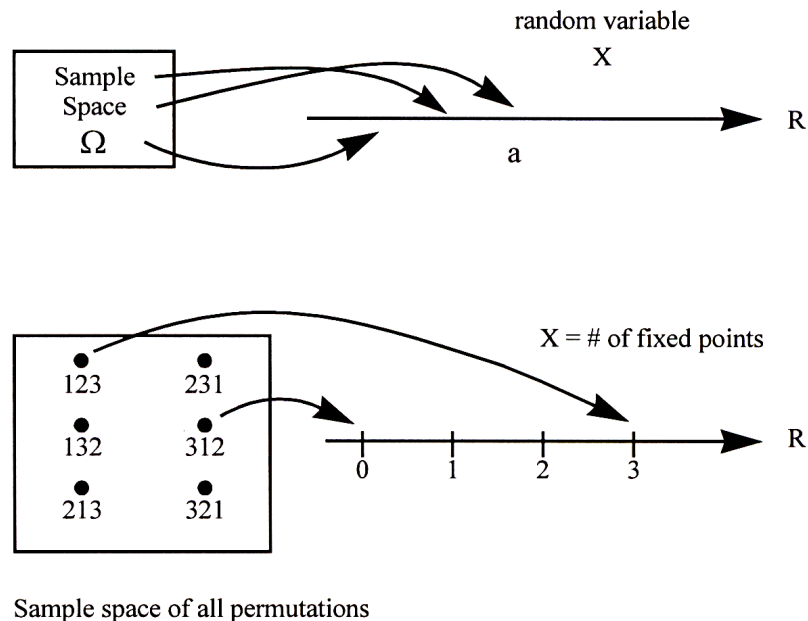 random variable
X
Sample
Space
Ω
R
a
X = # of fixed points
123 231
132 312
213 321
R
0 1 2 3
Sample space of all permutations